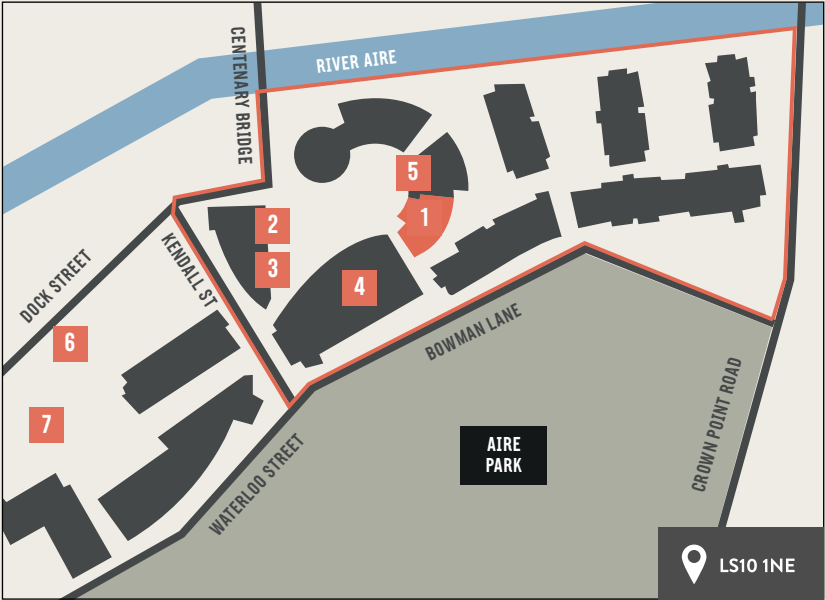 CENTENARY BRIDGE
RIVER AIRE
5
1
2
3
4
KENDALL ST
DOCK STREET
6
7
BOWMAN LANE
WATERLOO STREET
AIRE
PARK
CROWN POINT ROAD
LS10 1NE